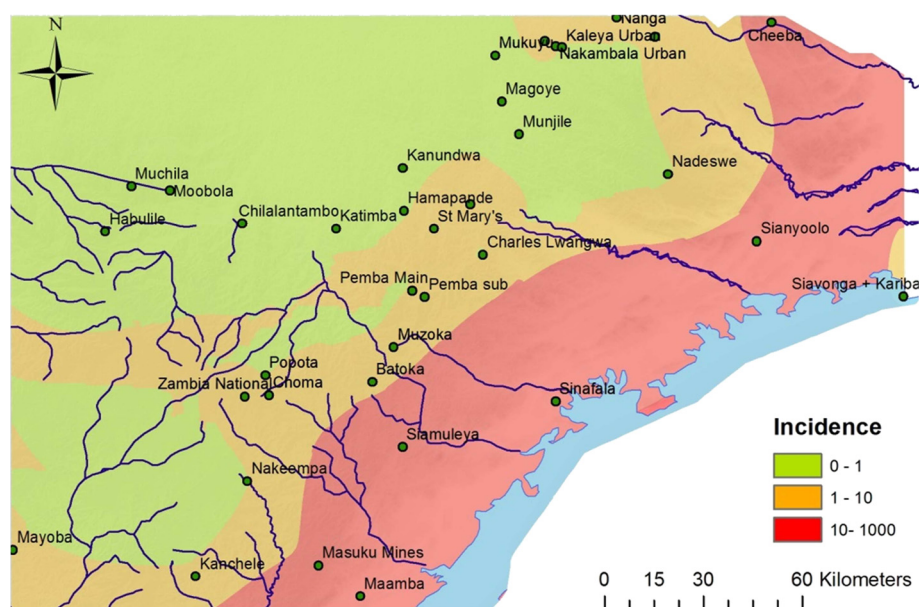 N
Nanga
Mukuyu
Kaleya Urban
Cheeba
Nakambala Urban
Magoye
Munjile
Kanundwa
Nadeswe
Muchila
Moobola
Hamapande
Chilalantambo
Katimba
St Mary's
Habulile
Sianyoolo
Charles Lwangwa
Pemba Main
Pemba sub
Siavonga + Kariba
Muzoka
Popota
Batoka
Zambia National
Choma
Sinafala
Siamuleya
Nakeempa
Mayoba
Kanchele
Masuku Mines
Maamba
Incidence
0 - 1
1 - 10
10- 1000
0 15 30 60 Kilometers